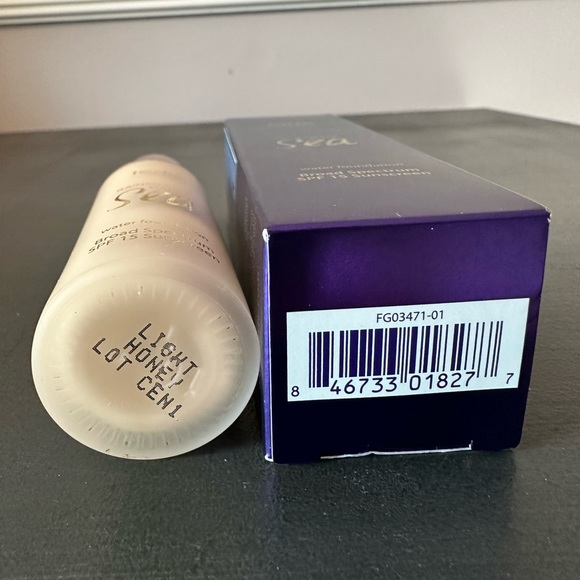 Sea
water foundation
Broad Spectrum
SPF 15 Sunscreen
LIGHT
HONEY
LOT CEN1
Sea
water foundation
Broad Spectrum
SPF 15 Sunscreen
FG03471-01
8 46733 01827 7